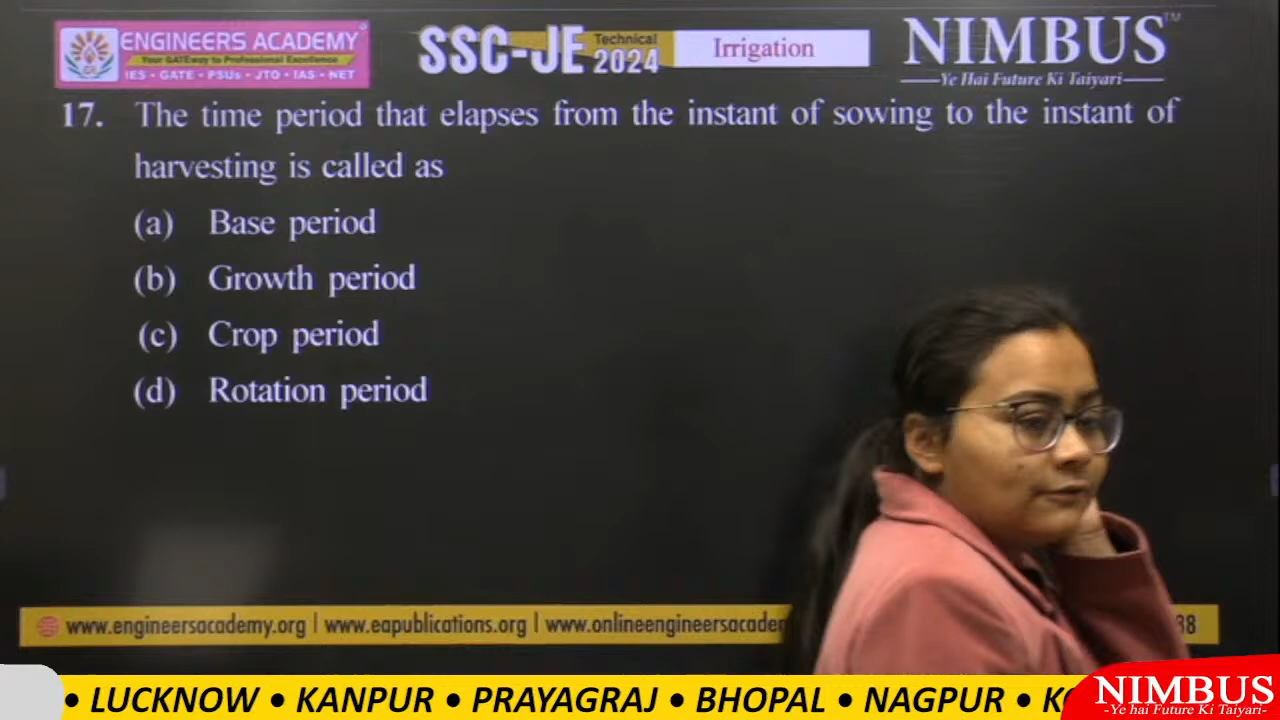 ENGINEERS ACADEMY
Your GATEway to Professional Excellence
IES • GATE • PSUs • JTO • IAS • NET
SSC-JE Technical 2024
Irrigation
NIMBUS™
Ye Hai Future Ki Taiyari
17. The time period that elapses from the instant of sowing to the instant of
harvesting is called as
(a) Base period
(b) Growth period
(c) Crop period
(d) Rotation period
www.engineersacademy.org | www.eapublications.org | www.onlineengineersacade
38
• LUCKNOW • KANPUR • PRAYAGRAJ • BHOPAL • NAGPUR •
NIMBUS
-Ye hai Future Ki Taiyari-